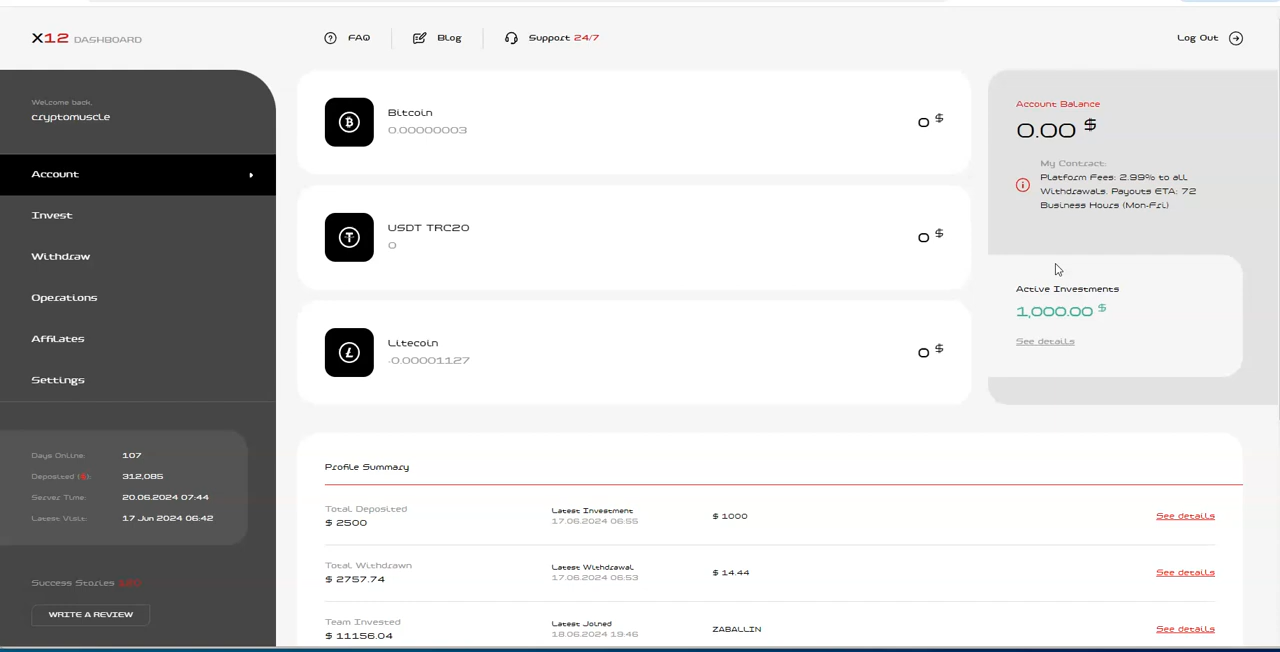 X12 DASHBOARD
FAQ
Blog
Support 24/7
Log Out
Welcome back,
cryptomuscle
Account
Invest
Withdraw
Operations
Affiliates
Settings
Days Online: 107
Deposited ($): 312,085
Server Time: 20.06.2024 07:44
Latest Visit: 17 Jun 2024 06:42
Success Stories
WRITE A REVIEW
Bitcoin
0.00000003
0 $
USDT TRC20
0
0 $
Litecoin
-0.00001127
0 $
Account Balance
0.00 $
My Contract:
Platform Fees: 2.99% to all
Withdrawals. Payouts ETA: 72
Business Hours (Mon-Fri)
Active Investments
1,000.00 $
See details
Profile Summary
Total Deposited
$ 2500
Latest Investment
17.06.2024 06:55
$ 1000
See details
Total Withdrawn
$ 2757.74
Latest Withdrawal
17.06.2024 06:53
$ 14.44
See details
Team Invested
$ 11156.04
Latest Joined
18.06.2024 19:46
ZABALLIN
See details